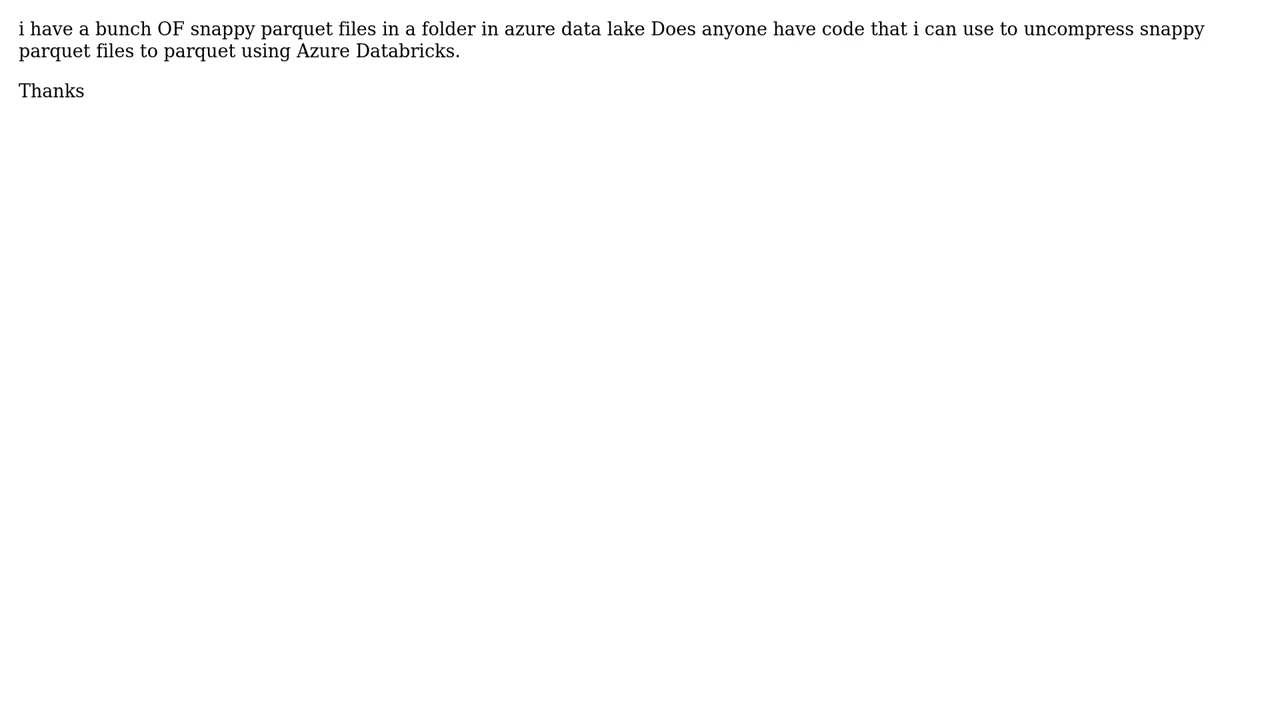 i have a bunch OF snappy parquet files in a folder in azure data lake Does anyone have code that i can use to uncompress snappy
parquet files to parquet using Azure Databricks.
Thanks